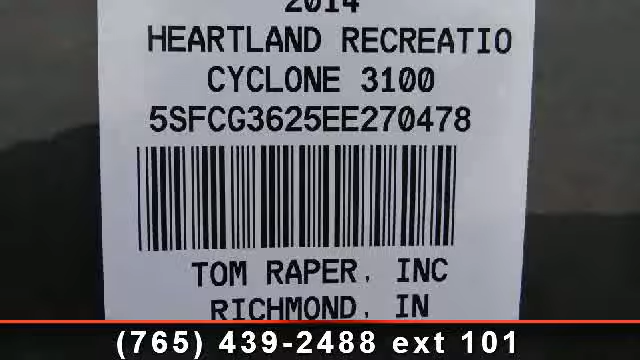 2014
HEARTLAND RECREATIO
CYCLONE 3100
5SFCG3625EE270478
TOM RAPER, INC
RICHMOND, IN
(765) 439-2488 ext 101